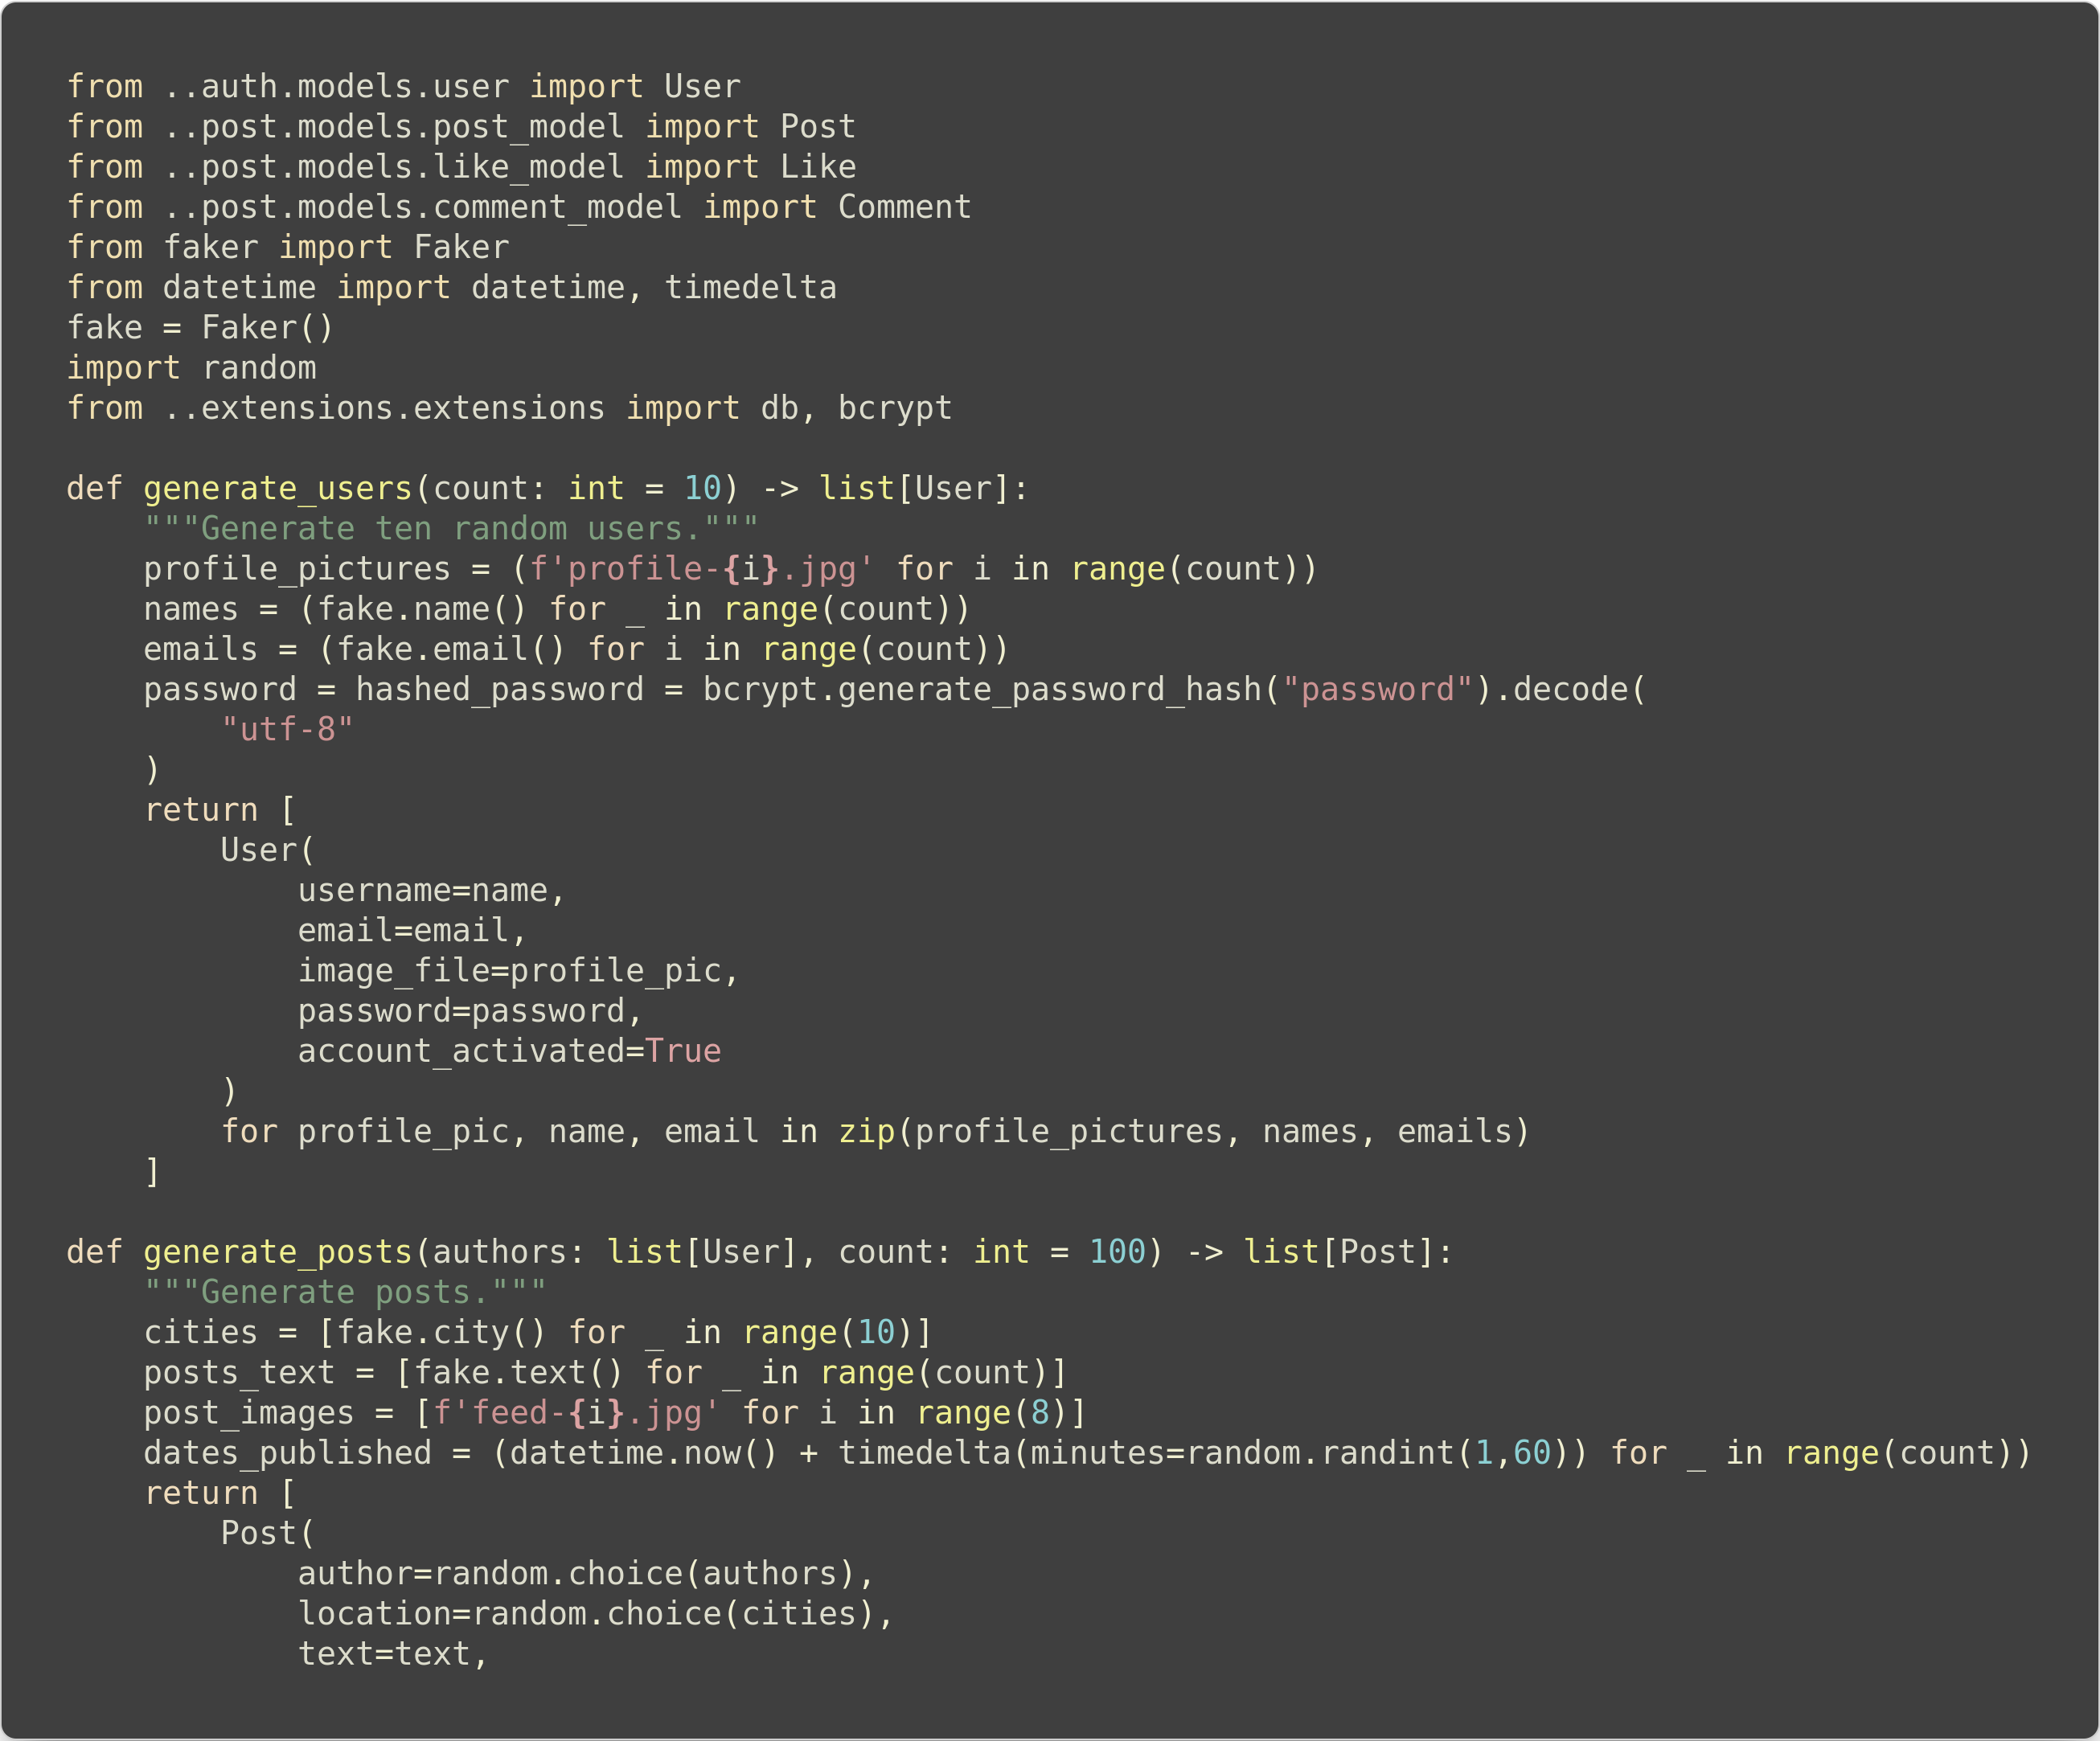 from ..auth.models.user import User
from ..post.models.post_model import Post
from ..post.models.like_model import Like
from ..post.models.comment_model import Comment
from faker import Faker
from datetime import datetime, timedelta
fake = Faker()
import random
from ..extensions.extensions import db, bcrypt

def generate_users(count: int = 10) -> list[User]:
    """Generate ten random users."""
    profile_pictures = (f'profile-{i}.jpg' for i in range(count))
    names = (fake.name() for _ in range(count))
    emails = (fake.email() for i in range(count))
    password = hashed_password = bcrypt.generate_password_hash("password").decode(
        "utf-8"
    )
    return [
        User(
            username=name,
            email=email,
            image_file=profile_pic,
            password=password,
            account_activated=True
        )
        for profile_pic, name, email in zip(profile_pictures, names, emails)
    ]

def generate_posts(authors: list[User], count: int = 100) -> list[Post]:
    """Generate posts."""
    cities = [fake.city() for _ in range(10)]
    posts_text = [fake.text() for _ in range(count)]
    post_images = [f'feed-{i}.jpg' for i in range(8)]
    dates_published = (datetime.now() + timedelta(minutes=random.randint(1,60)) for _ in range(count))
    return [
        Post(
            author=random.choice(authors),
            location=random.choice(cities),
            text=text,